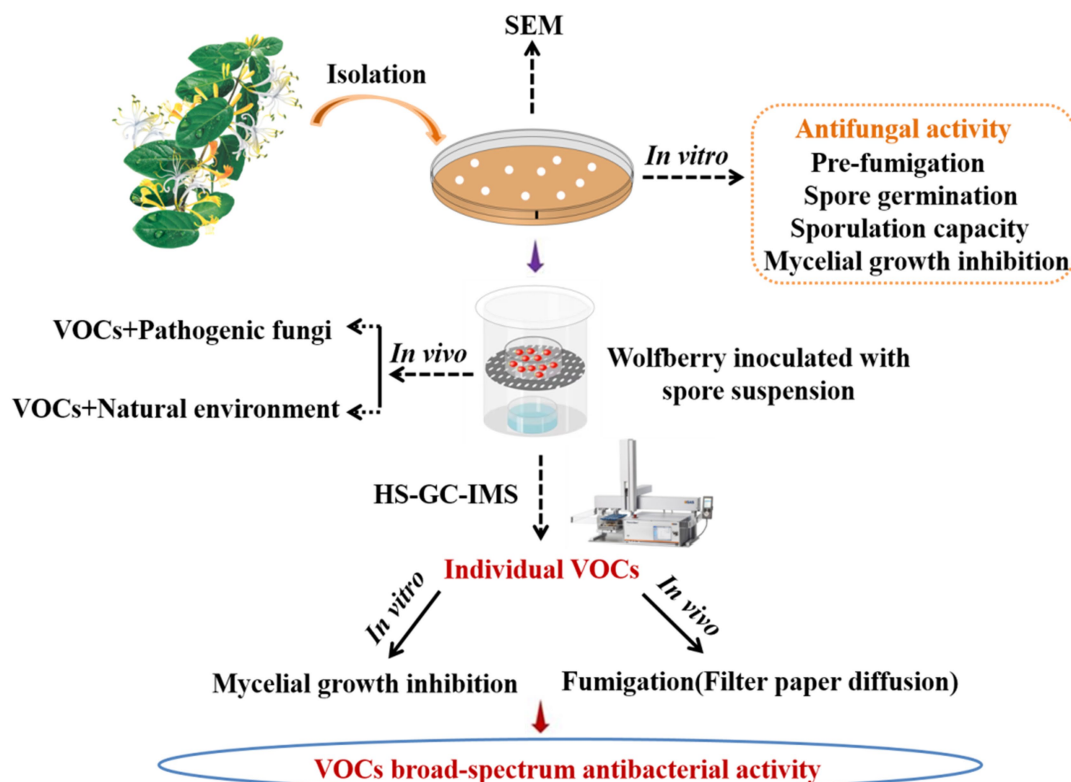 SEM
Isolation
In vitro
Antifungal activity
Pre-fumigation
Spore germination
Sporulation capacity
Mycelial growth inhibition
VOCs+Pathogenic fungi
In vivo
VOCs+Natural environment
Wolfberry inoculated with
spore suspension
HS-GC-IMS
Individual VOCs
In vitro
In vivo
Mycelial growth inhibition
Fumigation(Filter paper diffusion)
VOCs broad-spectrum antibacterial activity